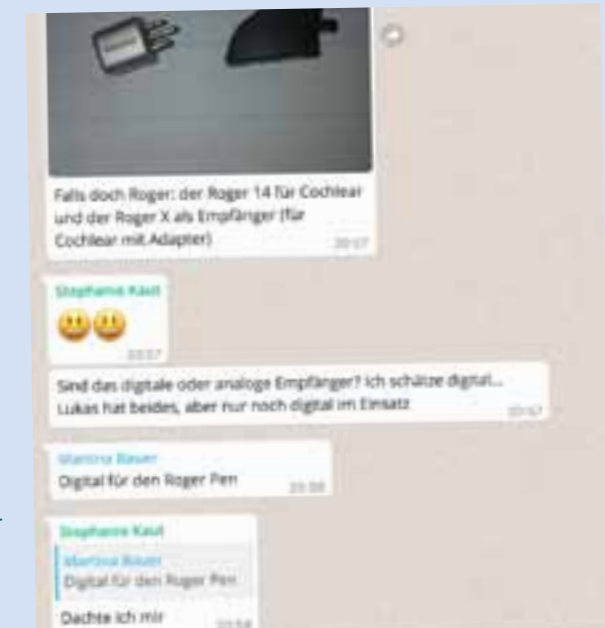 Falls doch Roger: der Roger 14 für Cochlear
und der Roger X als Empfänger (für
Cochlear mit Adapter)
Stephanie Kaut
Sind das digitale oder analoge Empfänger? Ich schätze digital...
Lukas hat beides, aber nur noch digital im Einsatz
Martina Bauer
Digital für den Roger Pen
Stephanie Kaut
Martina Bauer
Digital für den Roger Pen
Dachte ich mir